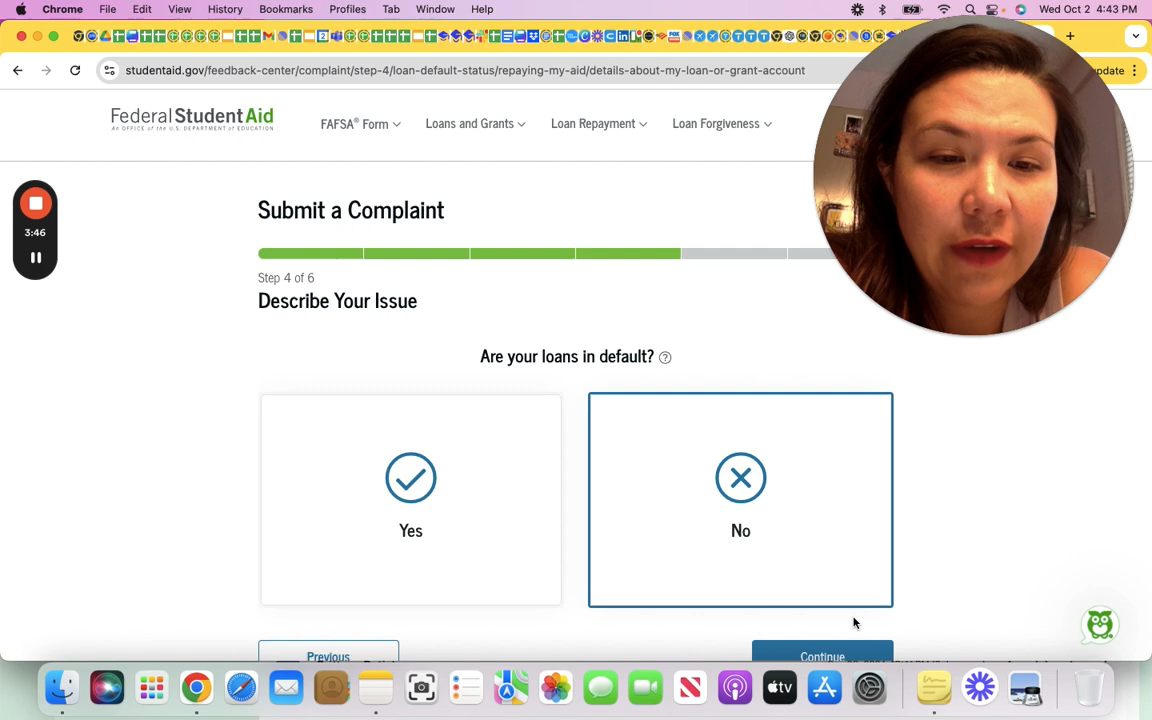 Chrome File Edit View History Bookmarks Profiles Tab Window Help Wed Oct 2 4:43 PM
studentaid.gov/feedback-center/complaint/step-4/loan-default-status/repaying-my-aid/details-about-my-loan-or-grant-account
update
Federal StudentAid
An OFFICE of the U.S. DEPARTMENT of EDUCATION
FAFSA® Form Loans and Grants Loan Repayment Loan Forgiveness
3:46
Submit a Complaint
Step 4 of 6
Describe Your Issue
Are your loans in default? ?
Yes
No
Previous
Continue
tv